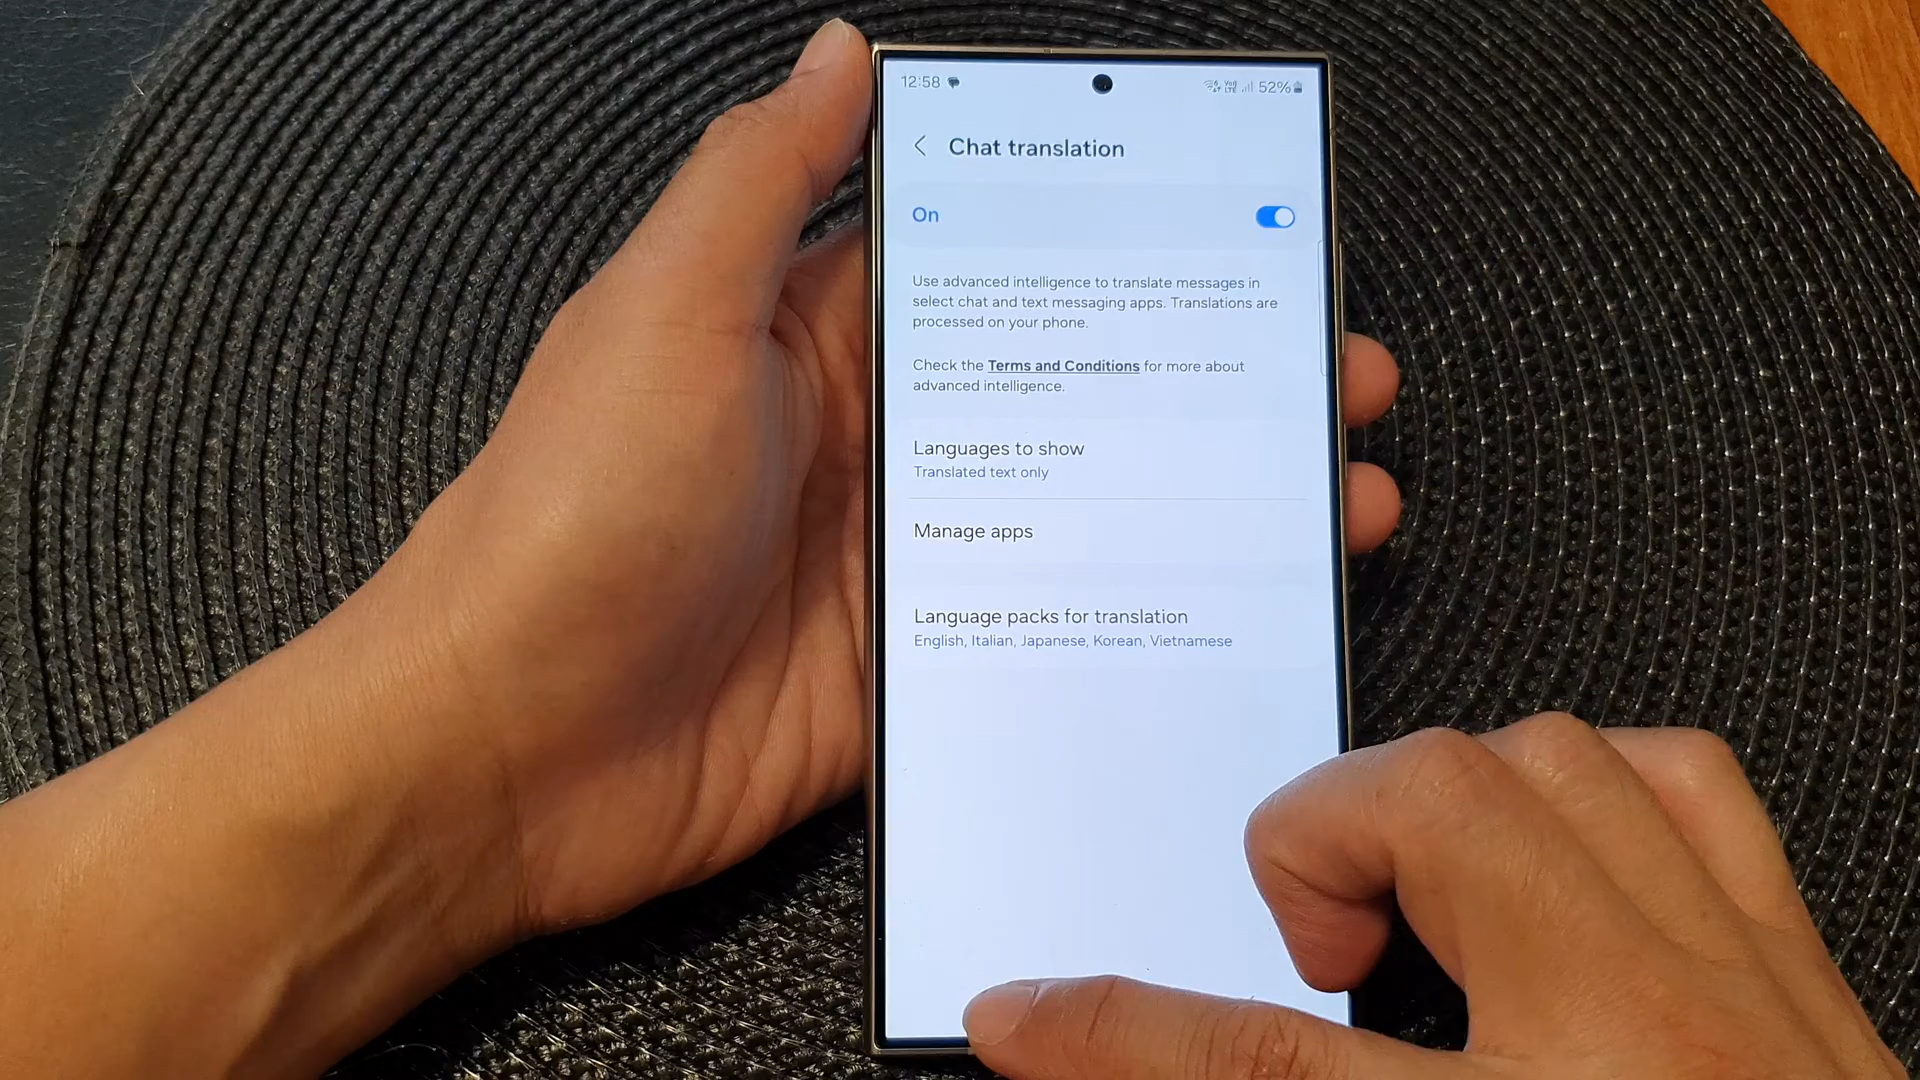 12:58 52%
Chat translation
On
Use advanced intelligence to translate messages in
select chat and text messaging apps. Translations are
processed on your phone.
Check the Terms and Conditions for more about
advanced intelligence.
Languages to show
Translated text only
Manage apps
Language packs for translation
English, Italian, Japanese, Korean, Vietnamese